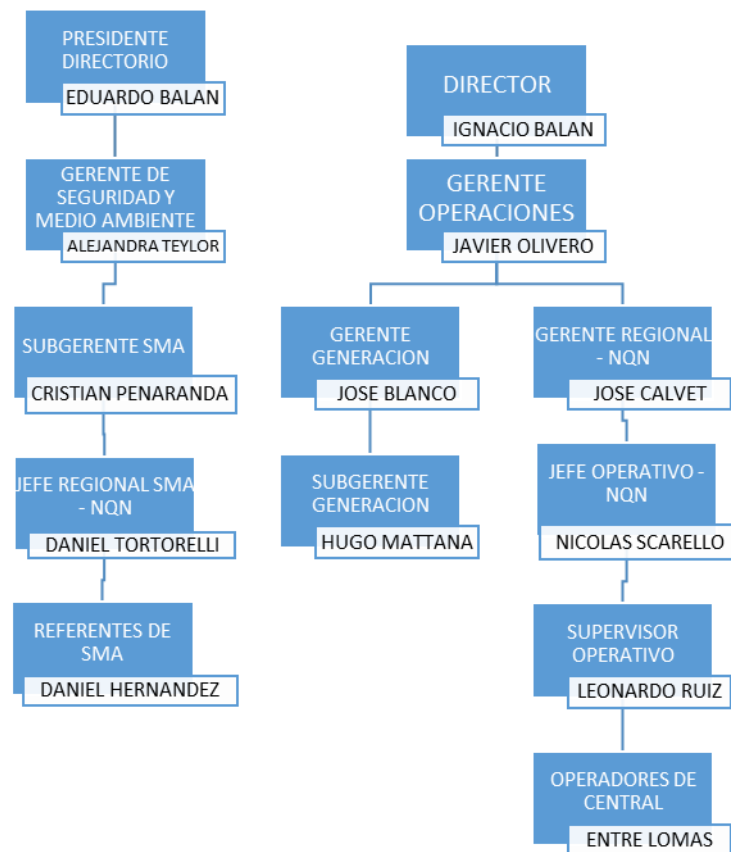 PRESIDENTE
DIRECTORIO
EDUARDO BALAN
GERENTE DE
SEGURIDAD Y
MEDIO AMBIENTE
ALEJANDRA TEYLOR
SUBGERENTE SMA
CRISTIAN PENARANDA
JEFE REGIONAL SMA
- NQN
DANIEL TORTORELLI
REFERENTES DE
SMA
DANIEL HERNANDEZ
DIRECTOR
IGNACIO BALAN
GERENTE
OPERACIONES
JAVIER OLIVERO
GERENTE
GENERACION
JOSE BLANCO
SUBGERENTE
GENERACION
HUGO MATTANA
GERENTE REGIONAL
- NQN
JOSE CALVET
JEFE OPERATIVO -
NQN
NICOLAS SCARELLO
SUPERVISOR
OPERATIVO
LEONARDO RUIZ
OPERADORES DE
CENTRAL
ENTRE LOMAS